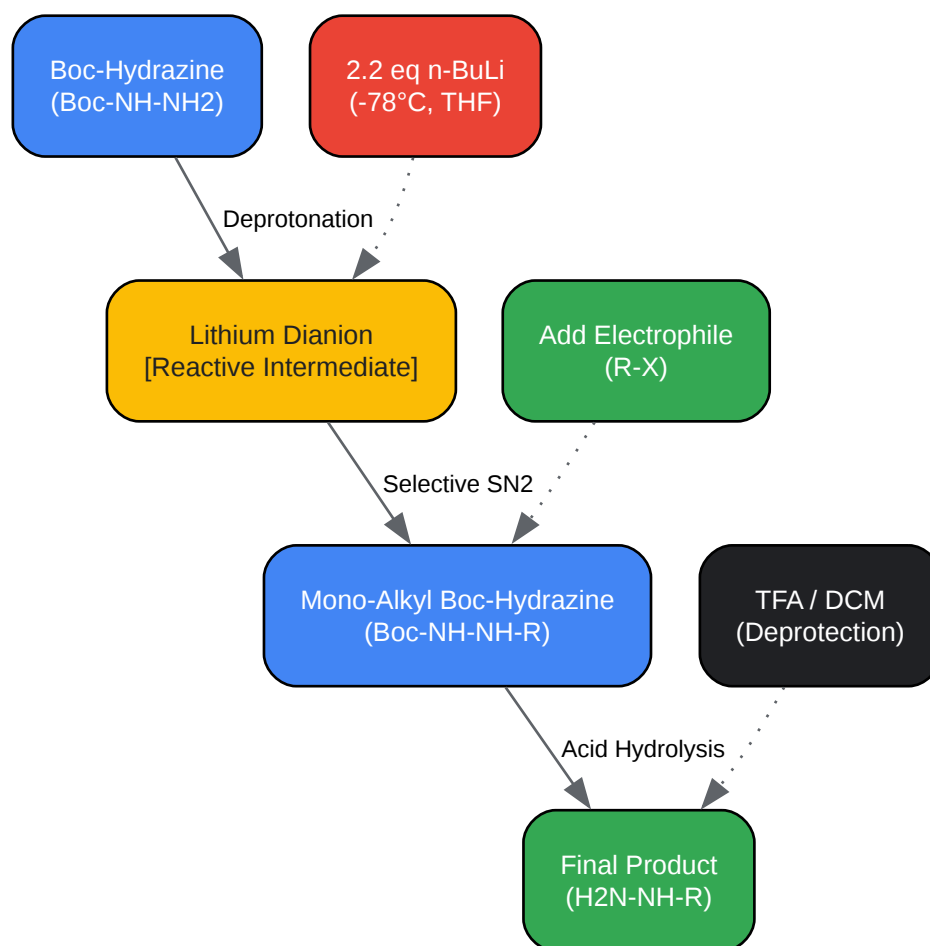 Boc-Hydrazine
(Boc-NH-NH2)
2.2 eq n-BuLi
(-78°C, THF)
Deprotonation
Lithium Dianion
[Reactive Intermediate]
Add Electrophile
(R-X)
Selective SN2
Mono-Alkyl Boc-Hydrazine
(Boc-NH-NH-R)
TFA / DCM
(Deprotection)
Acid Hydrolysis
Final Product
(H2N-NH-R)